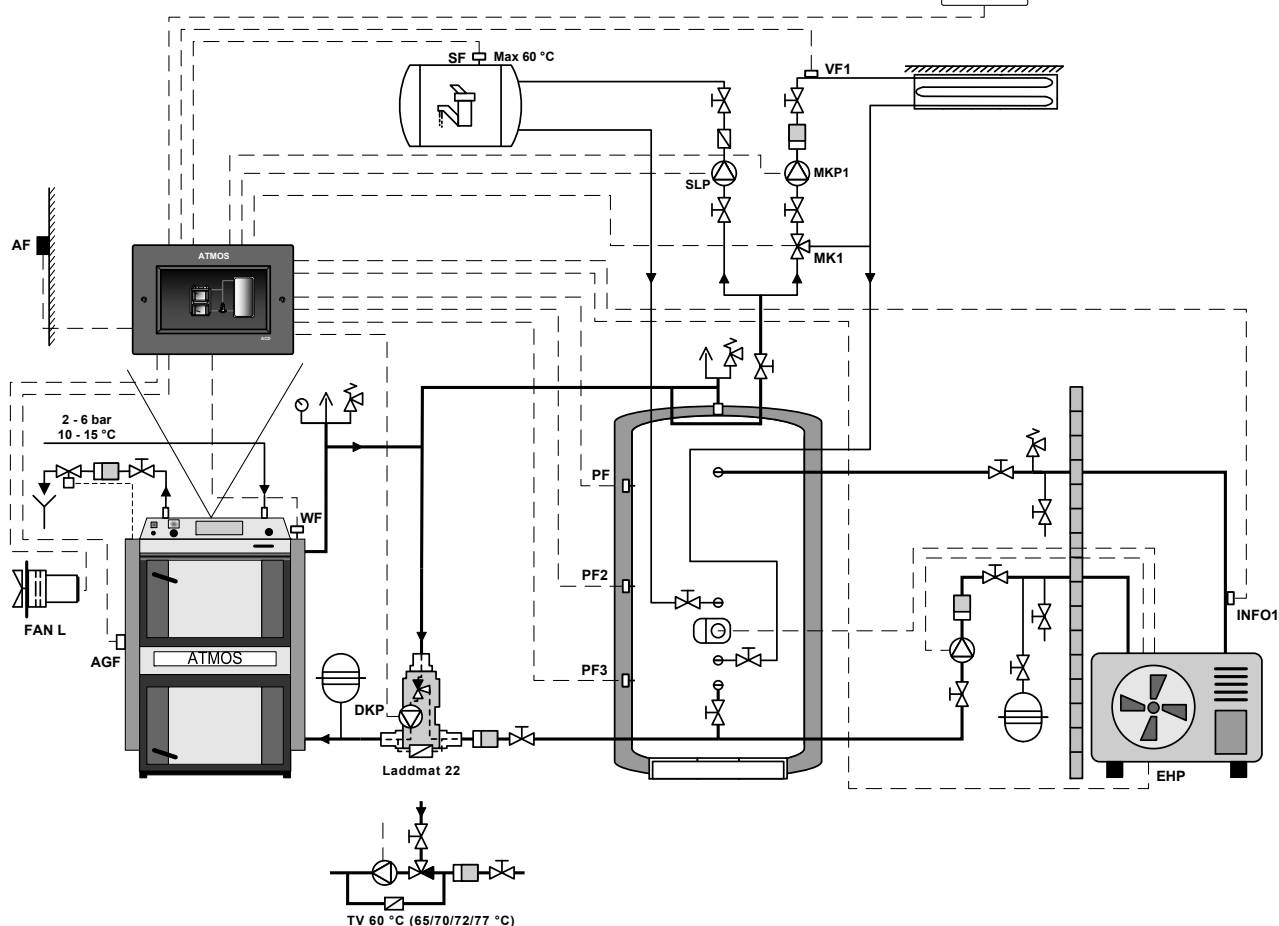 SF
Max 60 °C
VF1
SLP
MKP1
AF
ATMOS
MK1
ACD
2 - 6 bar
10 - 15 °C
PF
WF
PF2
INFO1
FAN L
AGF
ATMOS
PF3
DKP
Laddmat 22
EHP
TV 60 °C (65/70/72/77 °C)